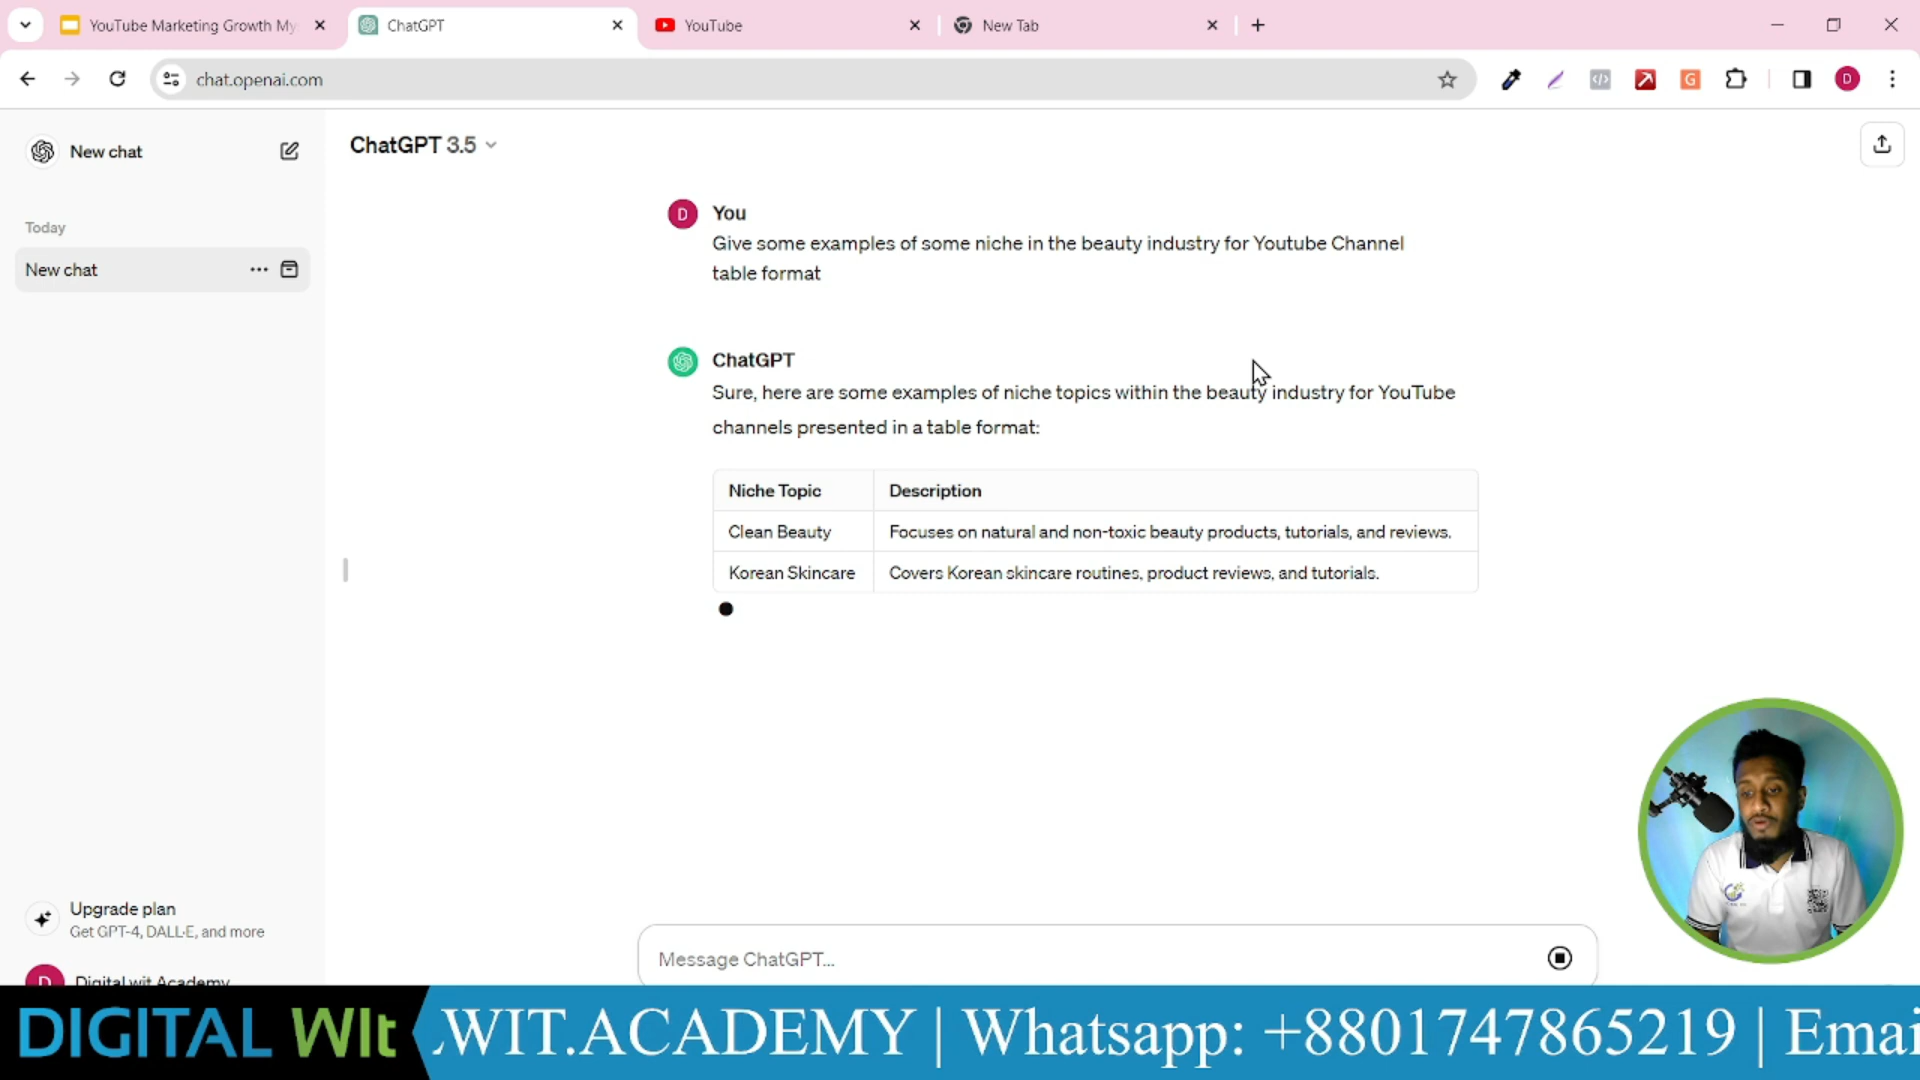 YouTube Marketing Growth My
ChatGPT
YouTube
New Tab
chat.openai.com
New chat
ChatGPT 3.5
Today
New chat
D
You
Give some examples of some niche in the beauty industry for Youtube Channel
table format
ChatGPT
Sure, here are some examples of niche topics within the beauty industry for YouTube
channels presented in a table format:
Niche Topic Description
Clean Beauty Focuses on natural and non-toxic beauty products, tutorials, and reviews.
Korean Skincare Covers Korean skincare routines, product reviews, and tutorials.
Upgrade plan
Get GPT-4, DALL·E, and more
D
Digital wit Academy
Message ChatGPT...
DIGITAL WIt
.WIT.ACADEMY | Whatsapp: +8801747865219 | Emai